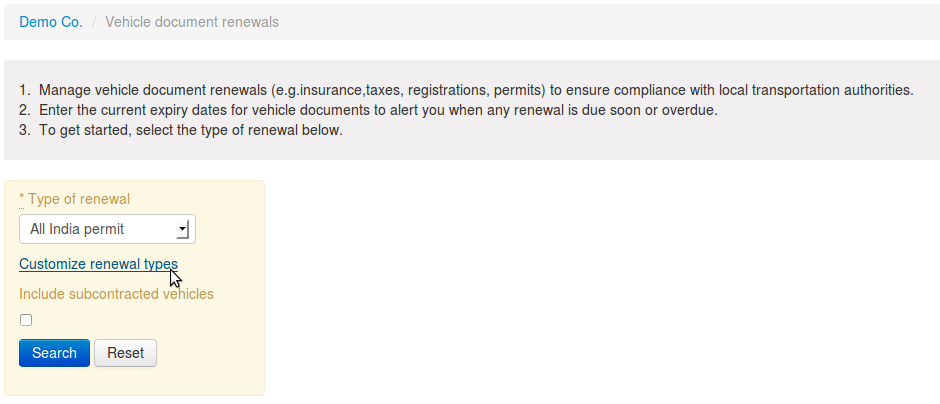 Demo Co. / Vehicle document renewals
1. Manage vehicle document renewals (e.g.insurance,taxes, registrations, permits) to ensure compliance with local transportation authorities.
2. Enter the current expiry dates for vehicle documents to alert you when any renewal is due soon or overdue.
3. To get started, select the type of renewal below.
* Type of renewal
All India permit
Customize renewal types
Include subcontracted vehicles
Search Reset